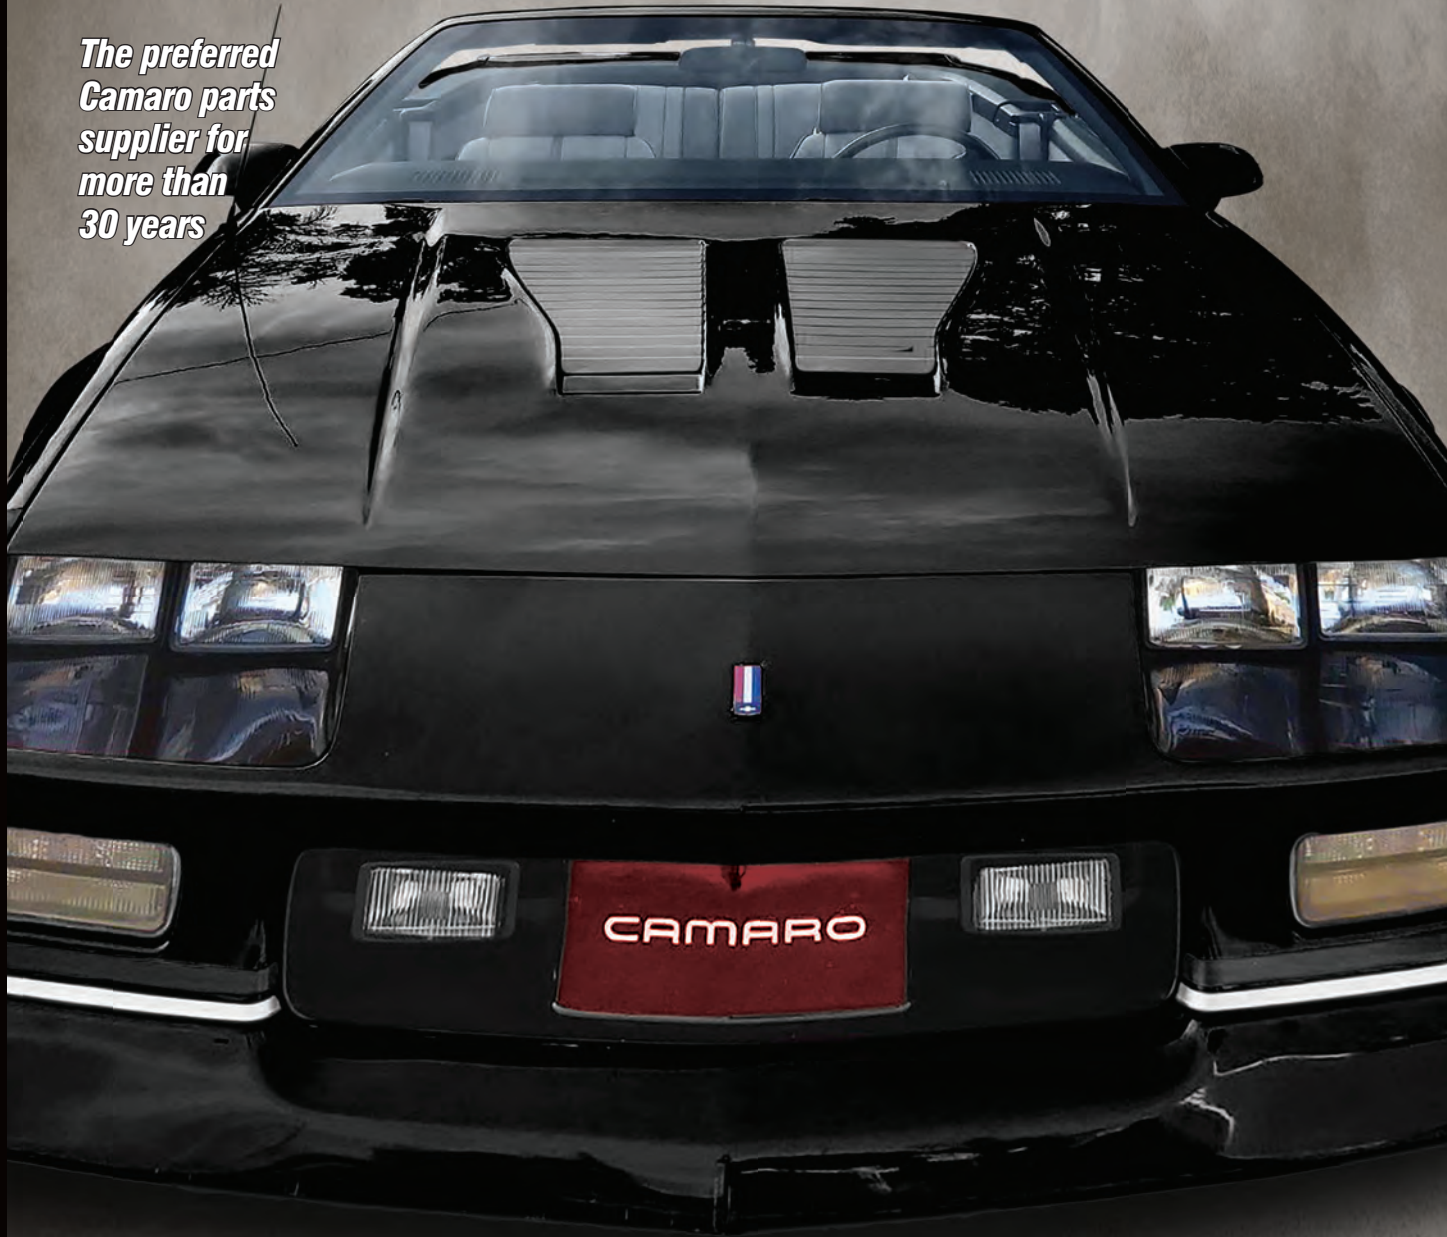 The preferred
Camaro parts
supplier for
more than
30 years
CAMARO